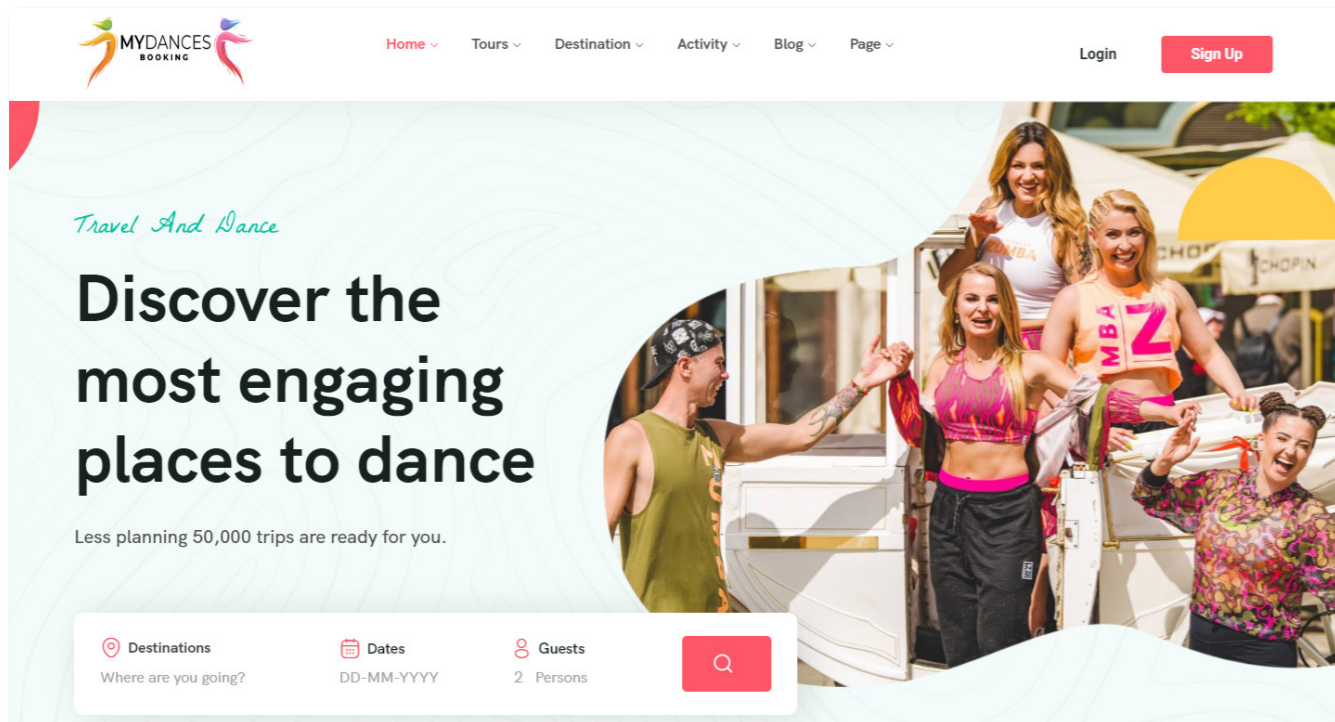 MYDANCES
BOOKING
Home
Tours
Destination
Activity
Blog
Page
Login
Sign Up
Travel And Dance
Discover the
most engaging
places to dance
Less planning 50,000 trips are ready for you.
Destinations
Where are you going?
Dates
DD-MM-YYYY
Guests
2 Persons
ZUMBA
MBA
Z
CHO
CHOPIN